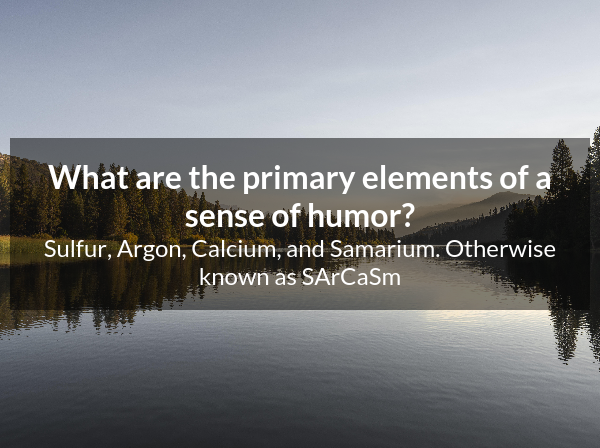 What are the primary elements of a
sense of humor?
Sulfur, Argon, Calcium, and Samarium. Otherwise
known as SArCaSm